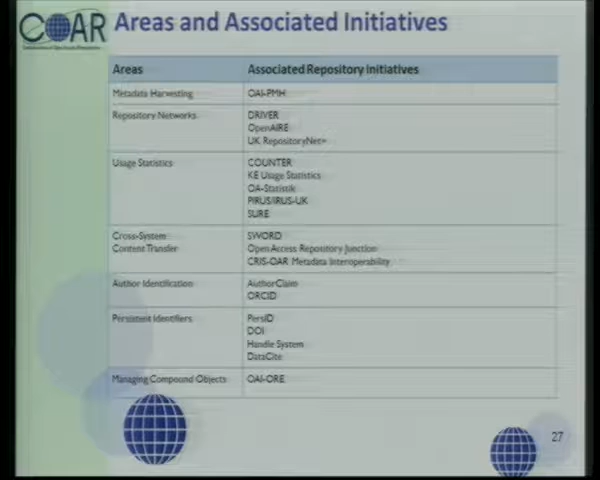 COAR
Areas and Associated Initiatives
Areas Associated Repository Initiatives
Metadata Harvesting OAI-PMH
Repository Networks DRIVER
OpenAIRE
UK RepositoryNet+
Usage Statistics COUNTER
KE Usage Statistics
OA-Statistik
PIRUS/IRUS-UK
SURE
Cross-System SWORD
Content Transfer Open Access Repository Junction
CRIS-OAR Metadata Interoperability
Author Identification AuthorClaim
ORCID
Persistent Identifiers PersID
DOI
Handle System
DataCite
Managing Compound Objects OAI-ORE
27